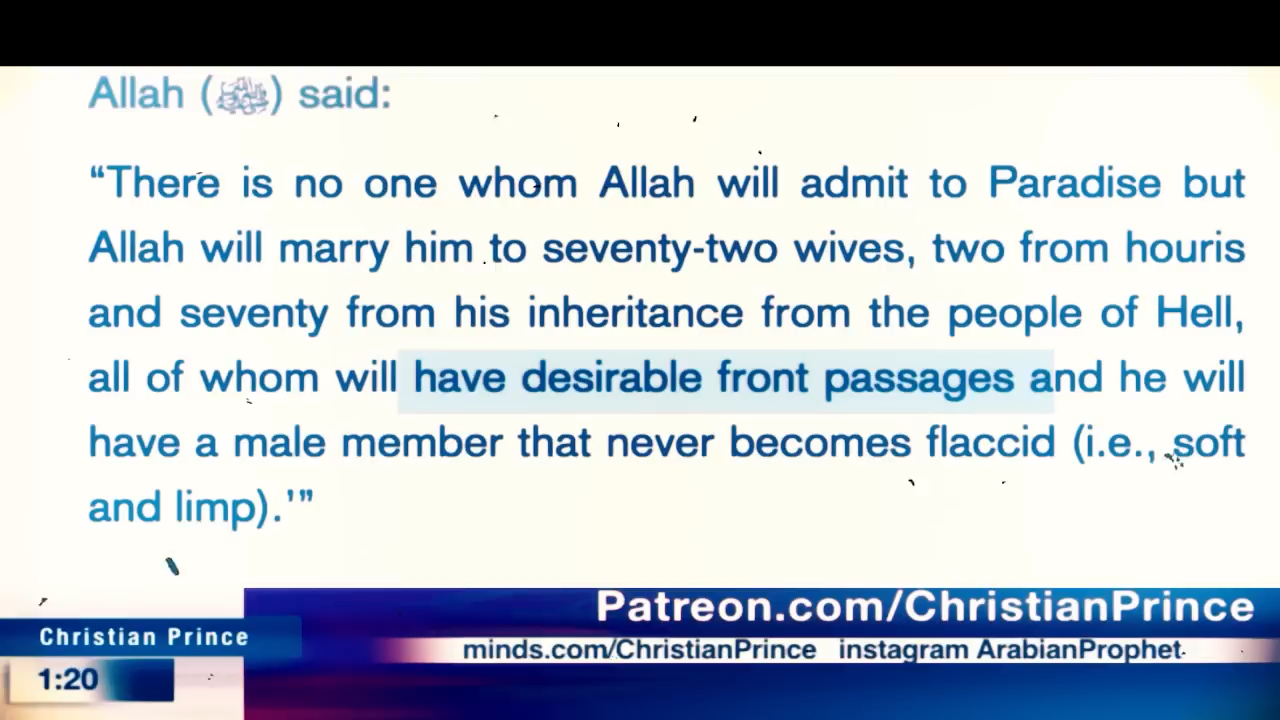 Allah (ﷺ) said:
“There is no one whom Allah will admit to Paradise but
Allah will marry him to seventy-two wives, two from houris
and seventy from his inheritance from the people of Hell,
all of whom will have desirable front passages and he will
have a male member that never becomes flaccid (i.e., soft
and limp).’”
Patreon.com/ChristianPrince
Christian Prince
minds.com/ChristianPrince instagram ArabianProphet
1:20